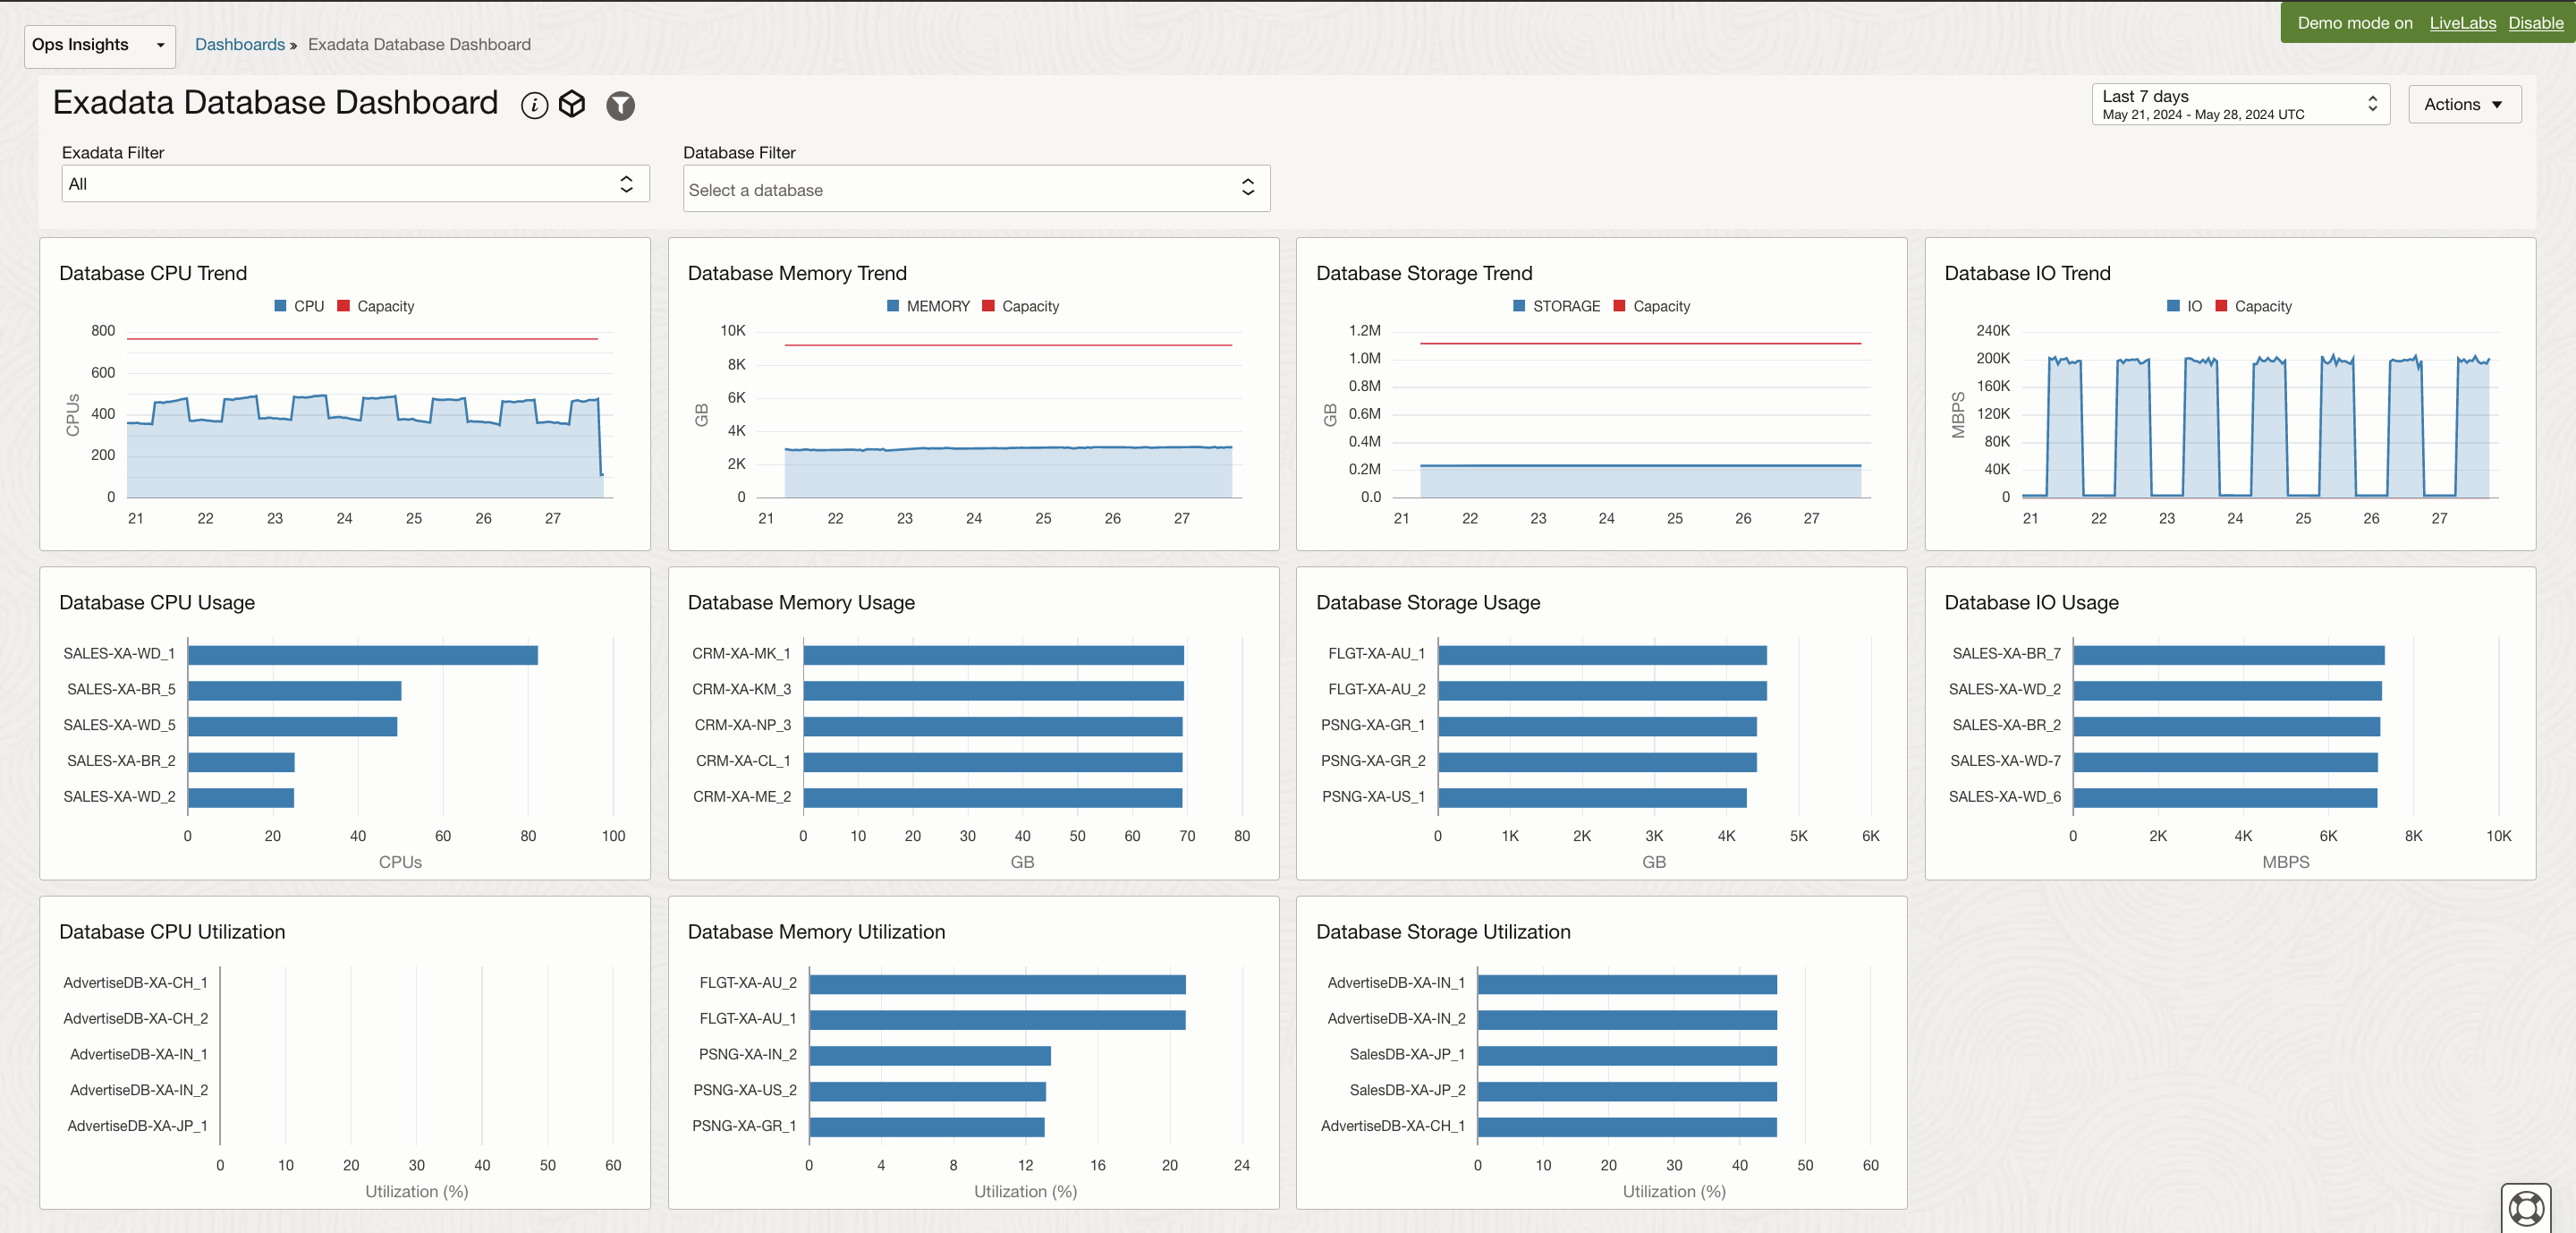 Demo mode on LiveLabs Disable
Ops Insights Dashboards » Exadata Database Dashboard
Exadata Database Dashboard
Last 7 days
May 21, 2024 - May 28, 2024 UTC
Actions
Exadata Filter
All
Database Filter
Select a database
Database CPU Trend
CPU Capacity
800
600
400
200
0
CPUs
21 22 23 24 25 26 27
Database Memory Trend
MEMORY Capacity
10K
8K
6K
4K
2K
0
GB
21 22 23 24 25 26 27
Database Storage Trend
STORAGE Capacity
1.2M
1.0M
0.8M
0.6M
0.4M
0.2M
0.0
GB
21 22 23 24 25 26 27
Database IO Trend
IO Capacity
240K
200K
160K
120K
80K
40K
0
MBPS
21 22 23 24 25 26 27
Database CPU Usage
SALES-XA-WD_1
SALES-XA-BR_5
SALES-XA-WD_5
SALES-XA-BR_2
SALES-XA-WD_2
0 20 40 60 80 100
CPUs
Database Memory Usage
CRM-XA-MK_1
CRM-XA-KM_3
CRM-XA-NP_3
CRM-XA-CL_1
CRM-XA-ME_2
0 10 20 30 40 50 60 70 80
GB
Database Storage Usage
FLGT-XA-AU_1
FLGT-XA-AU_2
PSNG-XA-GR_1
PSNG-XA-GR_2
PSNG-XA-US_1
0 1K 2K 3K 4K 5K 6K
GB
Database IO Usage
SALES-XA-BR_7
SALES-XA-WD_2
SALES-XA-BR_2
SALES-XA-WD-7
SALES-XA-WD_6
0 2K 4K 6K 8K 10K
MBPS
Database CPU Utilization
AdvertiseDB-XA-CH_1
AdvertiseDB-XA-CH_2
AdvertiseDB-XA-IN_1
AdvertiseDB-XA-IN_2
AdvertiseDB-XA-JP_1
0 10 20 30 40 50 60
Utilization (%)
Database Memory Utilization
FLGT-XA-AU_2
FLGT-XA-AU_1
PSNG-XA-IN_2
PSNG-XA-US_2
PSNG-XA-GR_1
0 4 8 12 16 20 24
Utilization (%)
Database Storage Utilization
AdvertiseDB-XA-IN_1
AdvertiseDB-XA-IN_2
SalesDB-XA-JP_1
SalesDB-XA-JP_2
AdvertiseDB-XA-CH_1
0 10 20 30 40 50 60
Utilization (%)